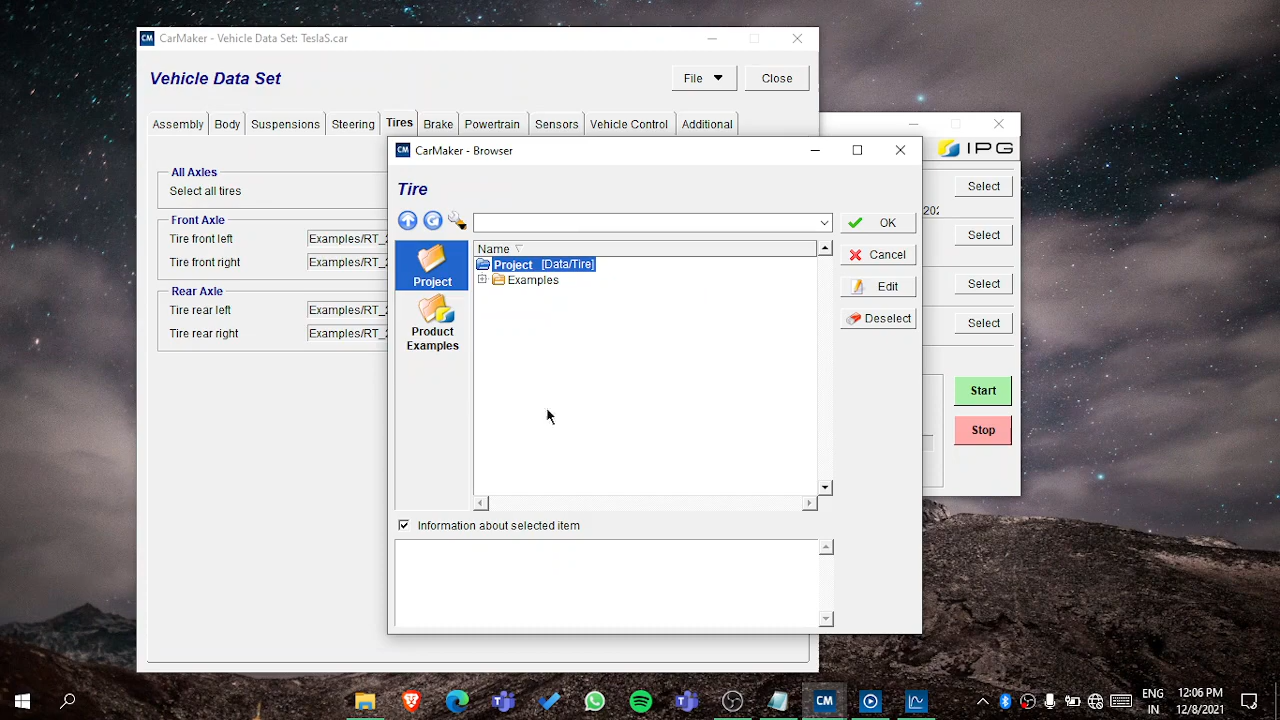 CM CarMaker - Vehicle Data Set: TeslaS.car
Vehicle Data Set
File
Close
Assembly Body Suspensions Steering Tires Brake Powertrain Sensors Vehicle Control Additional
All Axles
Select all tires
Front Axle
Tire front left Examples/RT_
Tire front right Examples/RT_
Rear Axle
Tire rear left Examples/RT_
Tire rear right Examples/RT_
CM CarMaker - Browser
Tire
OK
Cancel
Edit
Deselect
Project
Product
Examples
Name
Project [Data/Tire]
Examples
Information about selected item
IPG
Select
202
Select
Select
Select
Start
Stop
CM
ENG
IN
12:06 PM
12/8/2021